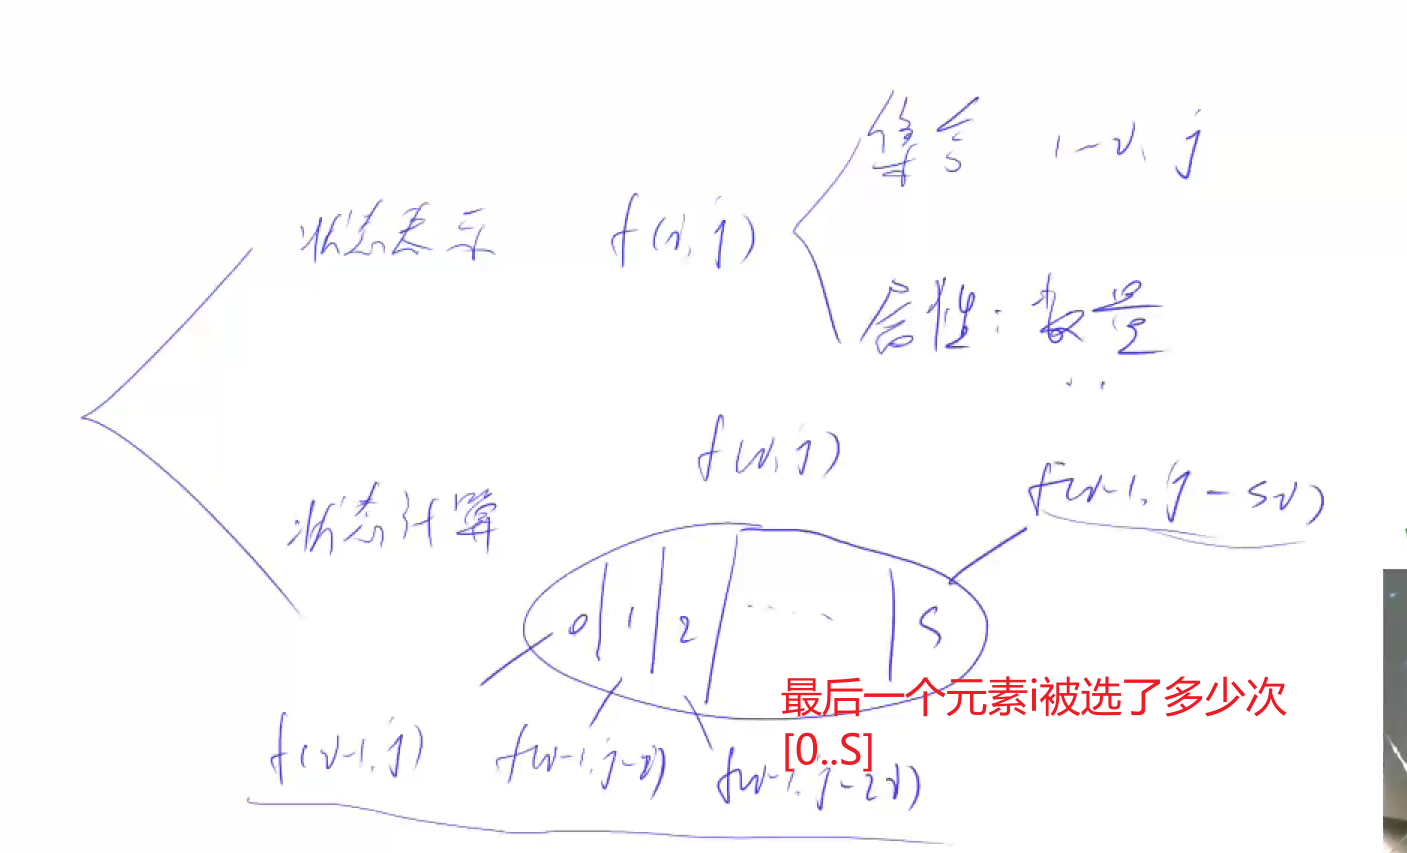 集合 1-i, j
状态表示 f(i, j)
属性：数量
f(i, j)
f(i-1, j-si)
状态计算
0 1 2 ..... S
最后一个元素i被选了多少次
[0..S]
f(i-1, j) f(i-1, j-i) f(i-1, j-2i)